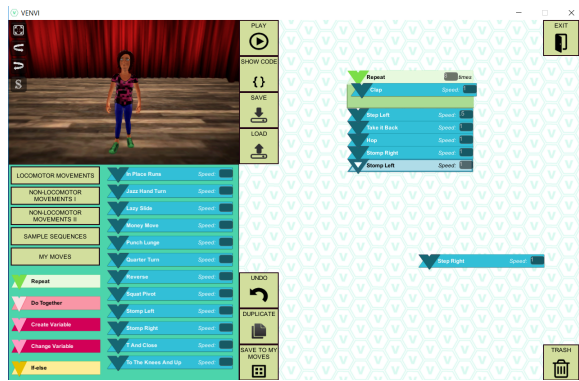 VENVI
PLAY
SHOW CODE
{ }
SAVE
LOAD
EXIT
S
LOCOMOTOR MOVEMENTS
NON-LOCOMOTOR
MOVEMENTS I
NON-LOCOMOTOR
MOVEMENTS II
SAMPLE SEQUENCES
MY MOVES
Repeat
Do Together
Create Variable
Change Variable
If-else
In Place Runs Speed:
Jazz Hand Turn Speed:
Lazy Slide Speed:
Money Move Speed:
Punch Lunge Speed:
Quarter Turn Speed:
Reverse Speed:
Squat Pivot Speed:
Stomp Left Speed:
Stomp Right Speed:
T And Close Speed:
To The Knees And Up Speed:
UNDO
DUPLICATE
SAVE TO MY
MOVES
Repeat times
Clap Speed:
Step Left Speed: 5
Take it Back Speed:
Hop Speed:
Stomp Right Speed:
Stomp Left Speed:
Step Right Speed:
TRASH